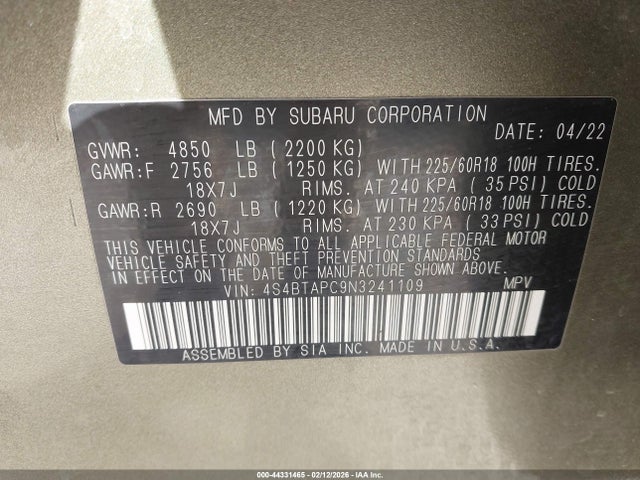 MFD BY SUBARU CORPORATION
DATE: 04/22
GVWR: 4850 LB (2200 KG)
GAWR:F 2756 LB (1250 KG) WITH 225/60R18 100H TIRES.
18X7J RIMS. AT 240 KPA (35 PSI) COLD
GAWR:R 2690 LB (1220 KG) WITH 225/60R18 100H TIRES.
18X7J RIMS. AT 230 KPA (33 PSI) COLD
THIS VEHICLE CONFORMS TO ALL APPLICABLE FEDERAL MOTOR
VEHICLE SAFETY AND THEFT PREVENTION STANDARDS
IN EFFECT ON THE DATE OF MANUFACTURE SHOWN ABOVE.
VIN: 4S4BTAPC9N3241109 MPV
ASSEMBLED BY SIA INC. MADE IN U.S.A.
000-44331465 - 02/12/2026 - IAA Inc.